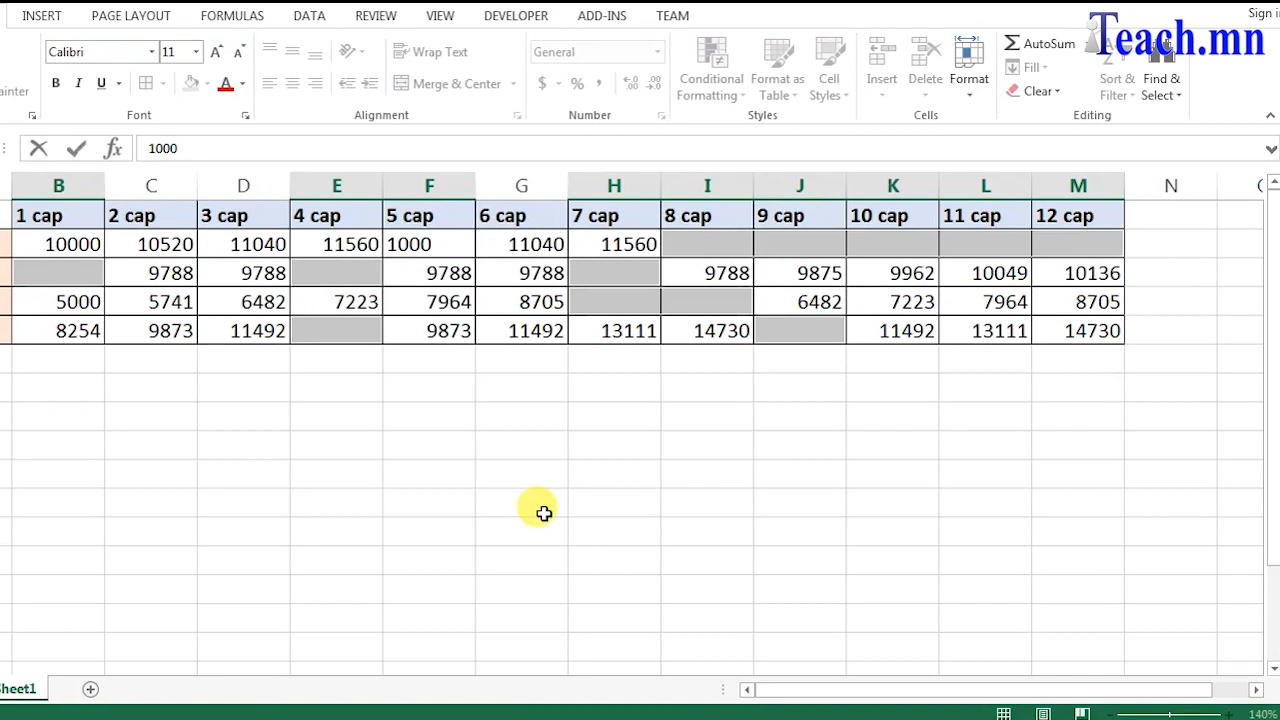 INSERT PAGE LAYOUT FORMULAS DATA REVIEW VIEW DEVELOPER ADD-INS TEAM Sign i
Teach.mn
Calibri 11 A A Wrap Text General Conditional Formatting Format as Table Cell Styles Insert Delete Format AutoSum Fill Clear Sort & Filter Find & Select
ainter B I U A Merge & Center $ % ,
Font Alignment Number Styles Cells Editing
fx 1000
B C D E F G H I J K L M N
1 cap 2 cap 3 cap 4 cap 5 cap 6 cap 7 cap 8 cap 9 cap 10 cap 11 cap 12 cap
10000 10520 11040 11560 1000 11040 11560
9788 9788 9788 9788 9788 9875 9962 10049 10136
5000 5741 6482 7223 7964 8705 6482 7223 7964 8705
8254 9873 11492 9873 11492 13111 14730 11492 13111 14730
heet1
140%